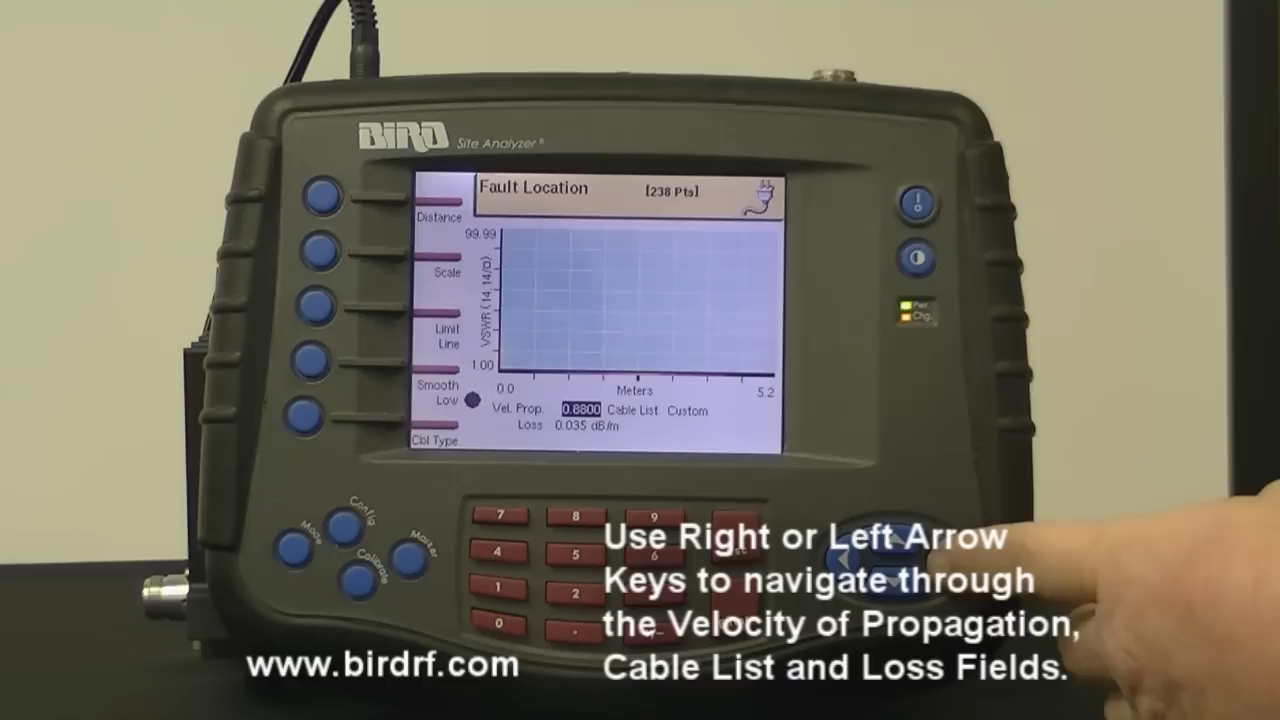 BIRD Site Analyzer®
Fault Location [238 Pts]
Distance
Scale
Limit
Line
Smooth
Low
Cbl Type
99.99
VSWR (14.14/D)
1.00
0.0 Meters 5.2
Vel. Prop. 0.8800 Cable List Custom
Loss 0.035 dB/m
Pwr.
Chg.
Mode
Config
Calibrate
Marker
7 8 9
4 5 6
1 2
0 .
Use Right or Left Arrow
Keys to navigate through
the Velocity of Propagation,
Cable List and Loss Fields.
www.birdrf.com